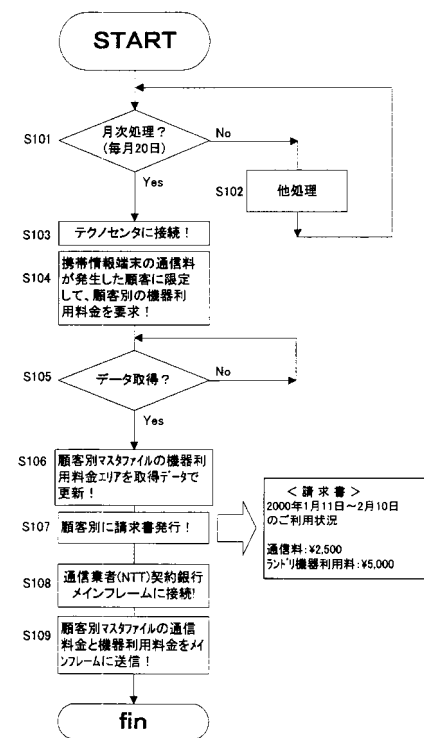 START
S101
月次処理？
(毎月20日)
No
Yes
S102
他処理
S103
テクノセンタに接続！
S104
携帯情報端末の通信料
が発生した顧客に限定
して、顧客別の機器利
用料金を要求！
S105
データ取得？
No
Yes
S106
顧客別マスタファイルの機器利
用料金エリアを取得データで
更新！
S107
顧客別に請求書発行！
＜請求書＞
2000年1月11日～2月10日
のご利用状況
通信料：¥2,500
ランドリ機器利用料：¥5,000
S108
通信業者(NTT)契約銀行
メインフレームに接続!
S109
顧客別マスタファイルの通信
料金と機器利用料金をメイ
ンフレームに送信！
fin